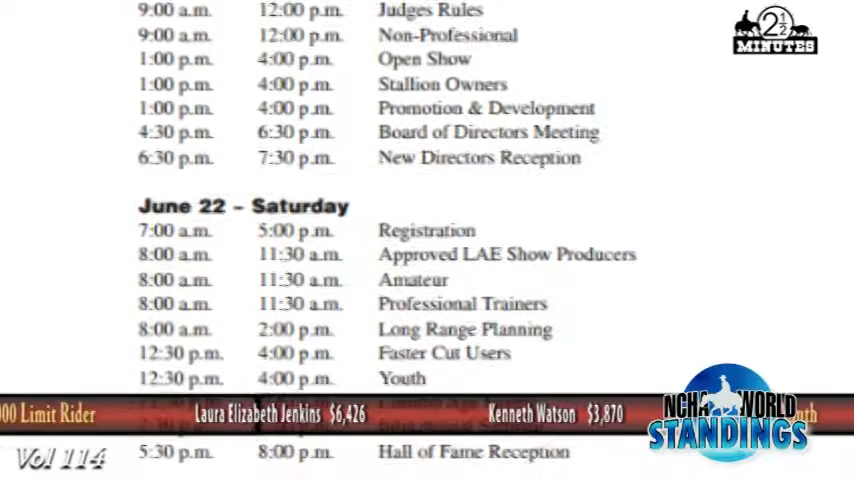 9:00 a.m. 12:00 p.m. Judges Rules
9:00 a.m. 12:00 p.m. Non-Professional
1:00 p.m. 4:00 p.m. Open Show
1:00 p.m. 4:00 p.m. Stallion Owners
1:00 p.m. 4:00 p.m. Promotion & Development
4:30 p.m. 6:30 p.m. Board of Directors Meeting
6:30 p.m. 7:30 p.m. New Directors Reception
2 1/2
MINUTES
June 22 – Saturday
7:00 a.m. 5:00 p.m. Registration
8:00 a.m. 11:30 a.m. Approved LAE Show Producers
8:00 a.m. 11:30 a.m. Amateur
8:00 a.m. 11:30 a.m. Professional Trainers
8:00 a.m. 2:00 p.m. Long Range Planning
12:30 p.m. 4:00 p.m. Faster Cut Users
12:30 p.m. 4:00 p.m. Youth
000 Limit Rider Laura Elizabeth Jenkins $6,426 Kenneth Watson $3,870
NCHA WORLD
STANDINGS
Vol 114
5:30 p.m. 8:00 p.m. Hall of Fame Reception